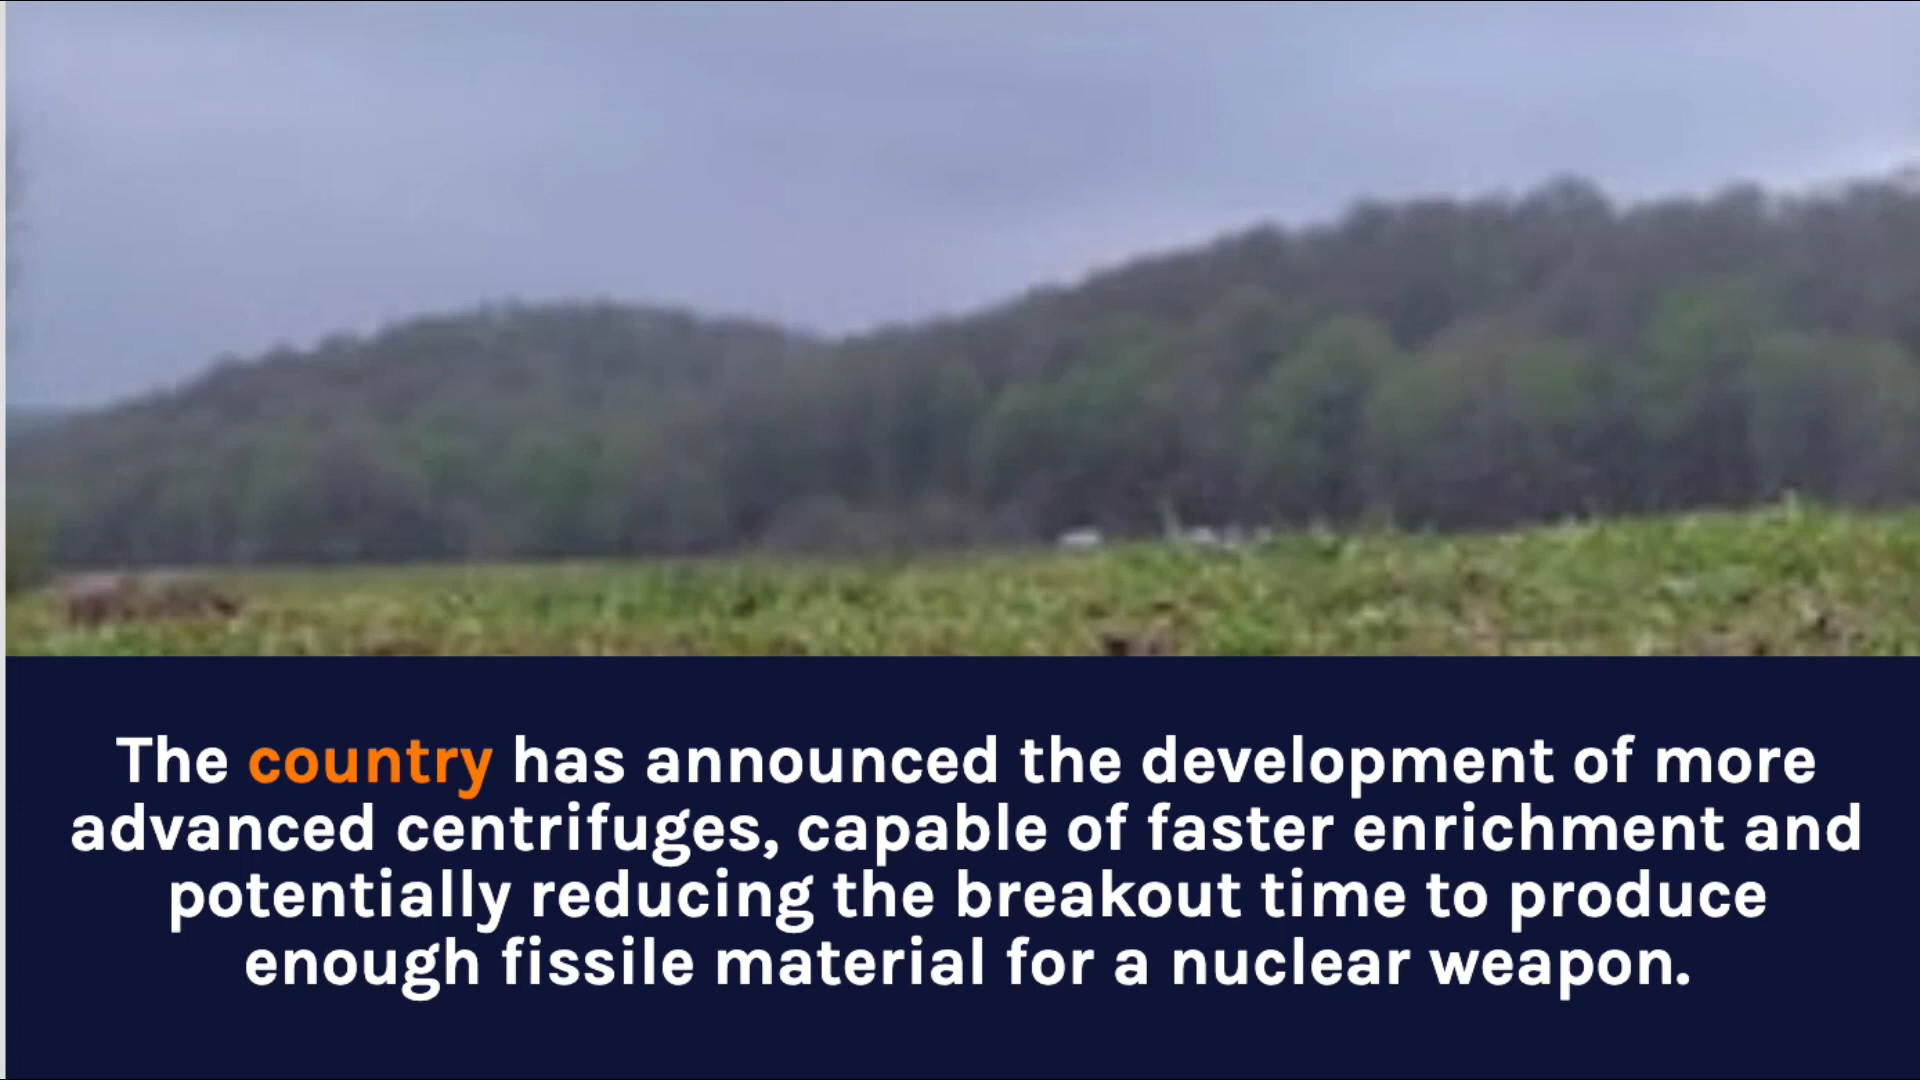 The country has announced the development of more
advanced centrifuges, capable of faster enrichment and
potentially reducing the breakout time to produce
enough fissile material for a nuclear weapon.